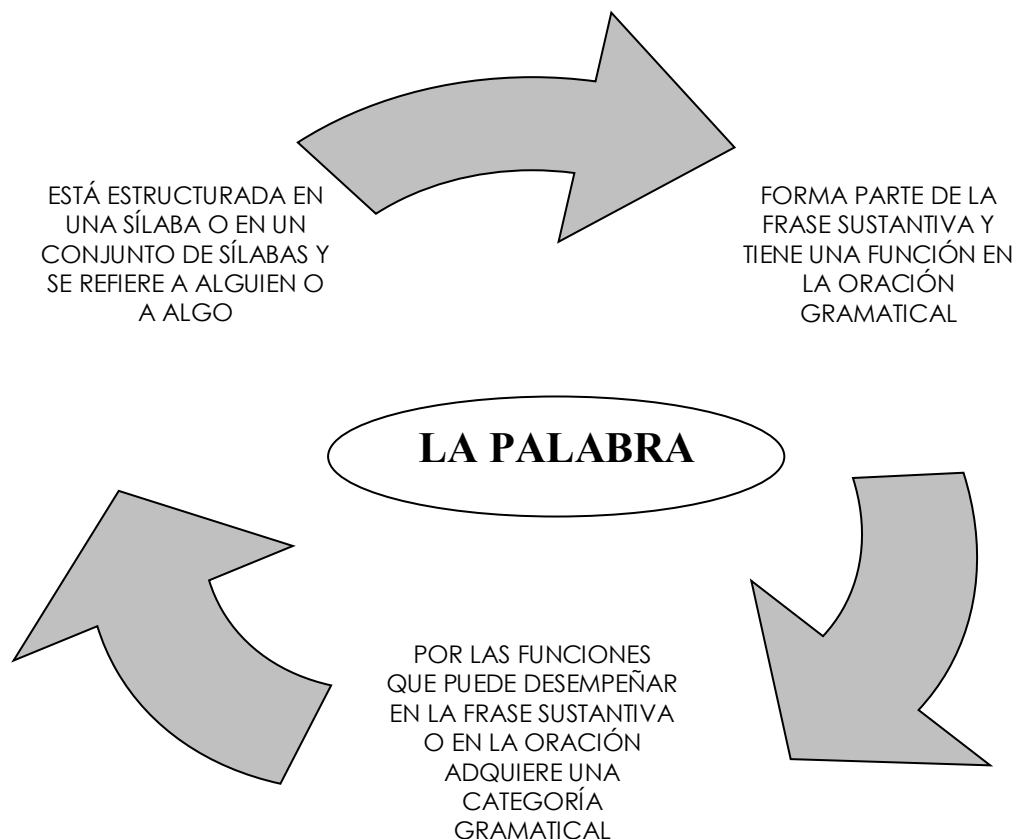 ESTÁ ESTRUCTURADA EN
UNA SÍLABA O EN UN
CONJUNTO DE SÍLABAS Y
SE REFIERE A ALGUIEN O
A ALGO
FORMA PARTE DE LA
FRASE SUSTANTIVA Y
TIENE UNA FUNCIÓN EN
LA ORACIÓN
GRAMATICAL
LA PALABRA
POR LAS FUNCIONES
QUE PUEDE DESEMPEÑAR
EN LA FRASE SUSTANTIVA
O EN LA ORACIÓN
ADQUIERE UNA
CATEGORÍA
GRAMATICAL